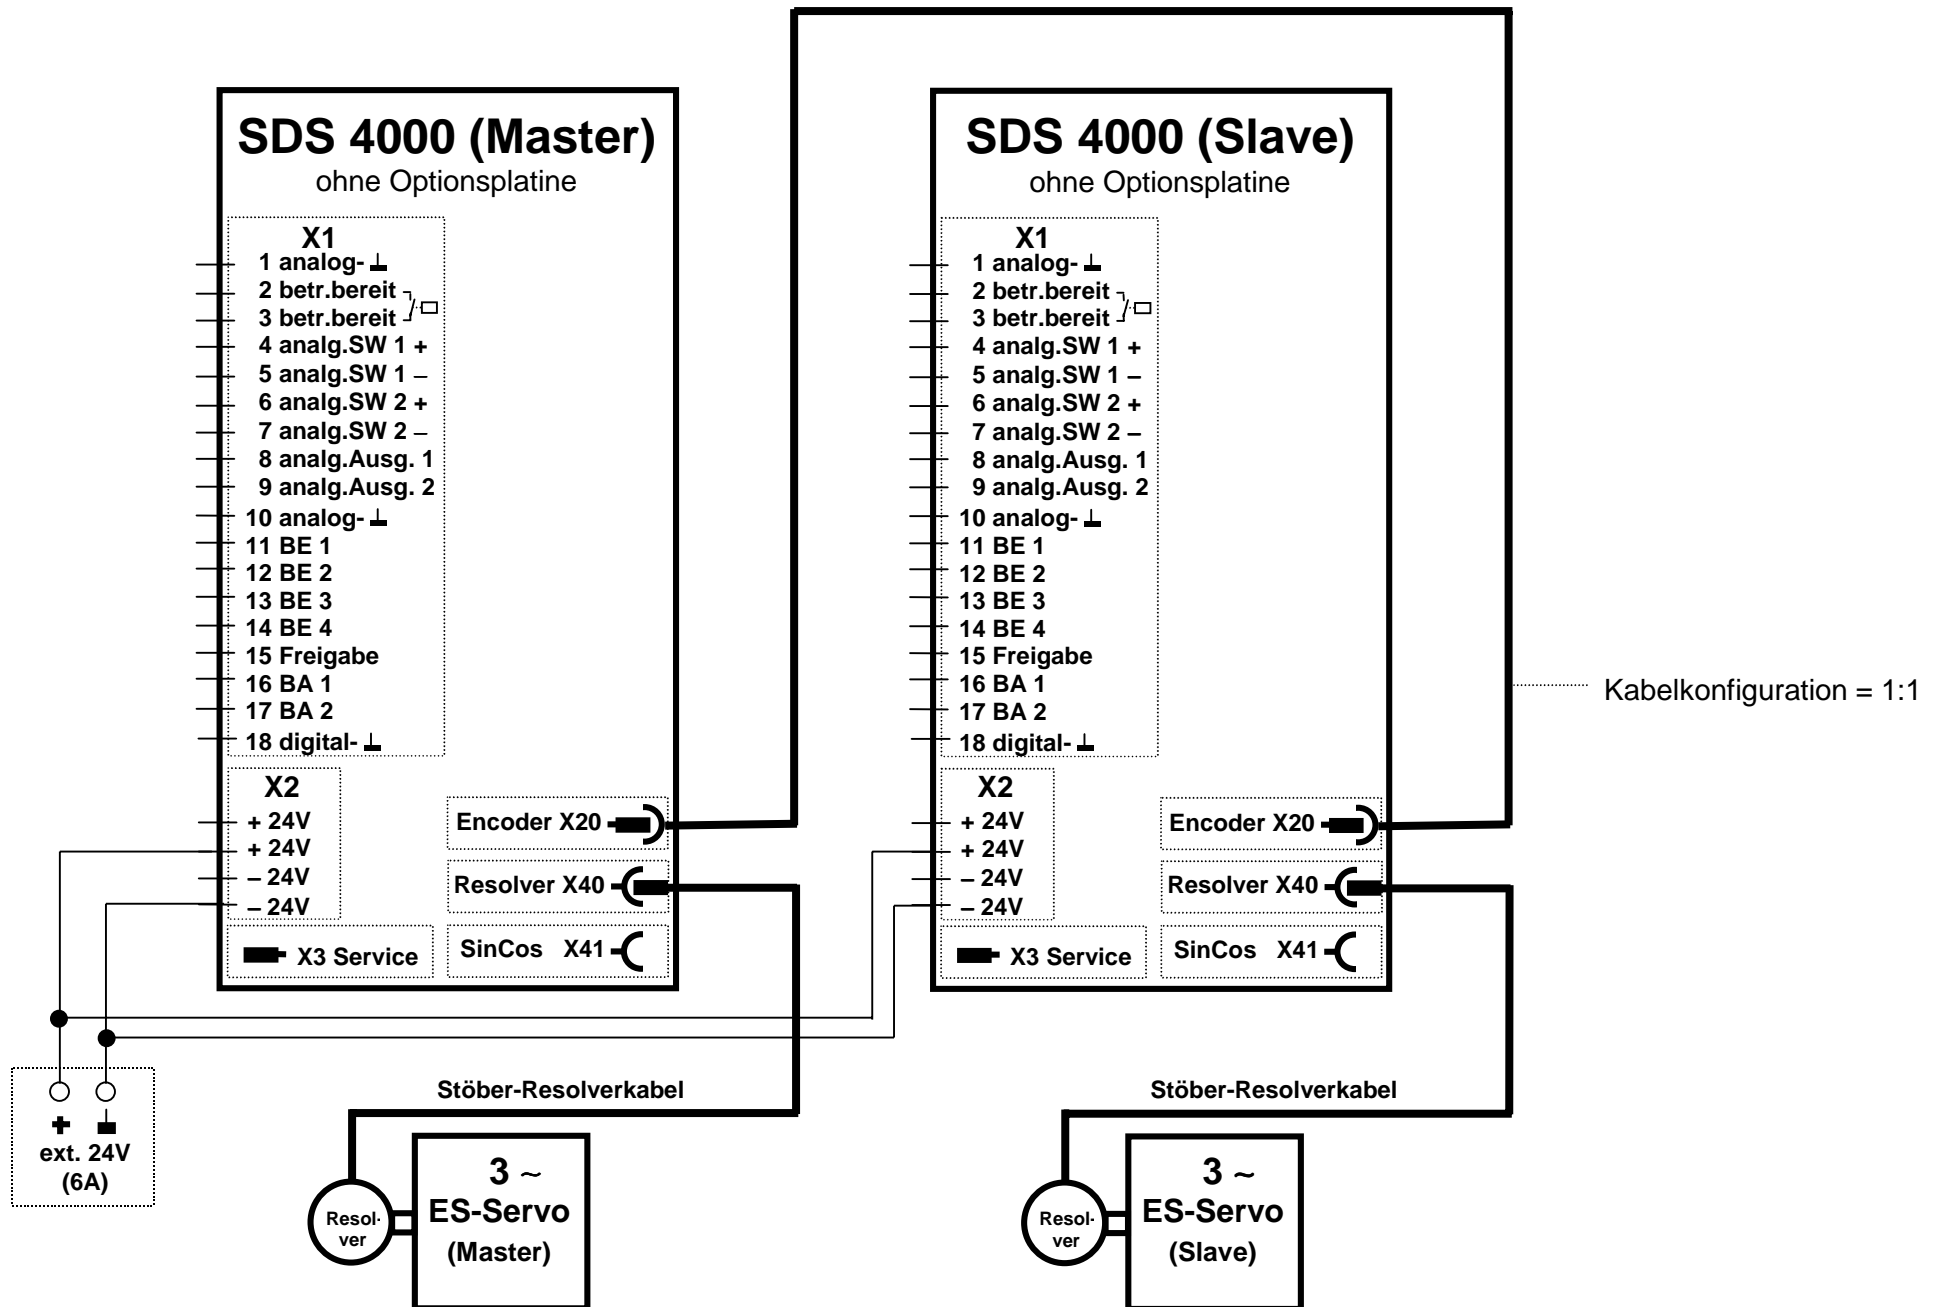 SDS 4000 (Master)
ohne Optionsplatine
X1
1 analog-
2 betr.bereit
3 betr.bereit
4 analg.SW 1 +
5 analg.SW 1 –
6 analg.SW 2 +
7 analg.SW 2 –
8 analg.Ausg. 1
9 analg.Ausg. 2
10 analog-
11 BE 1
12 BE 2
13 BE 3
14 BE 4
15 Freigabe
16 BA 1
17 BA 2
18 digital-
X2
+ 24V
+ 24V
– 24V
– 24V
X3 Service
Encoder X20
Resolver X40
SinCos X41
SDS 4000 (Slave)
ohne Optionsplatine
X1
1 analog-
2 betr.bereit
3 betr.bereit
4 analg.SW 1 +
5 analg.SW 1 –
6 analg.SW 2 +
7 analg.SW 2 –
8 analg.Ausg. 1
9 analg.Ausg. 2
10 analog-
11 BE 1
12 BE 2
13 BE 3
14 BE 4
15 Freigabe
16 BA 1
17 BA 2
18 digital-
X2
+ 24V
+ 24V
– 24V
– 24V
X3 Service
Encoder X20
Resolver X40
SinCos X41
Kabelkonfiguration = 1:1
+
ext. 24V
(6A)
Stöber-Resolverkabel
Resol-
ver
3 ~
ES-Servo
(Master)
Stöber-Resolverkabel
Resol-
ver
3 ~
ES-Servo
(Slave)